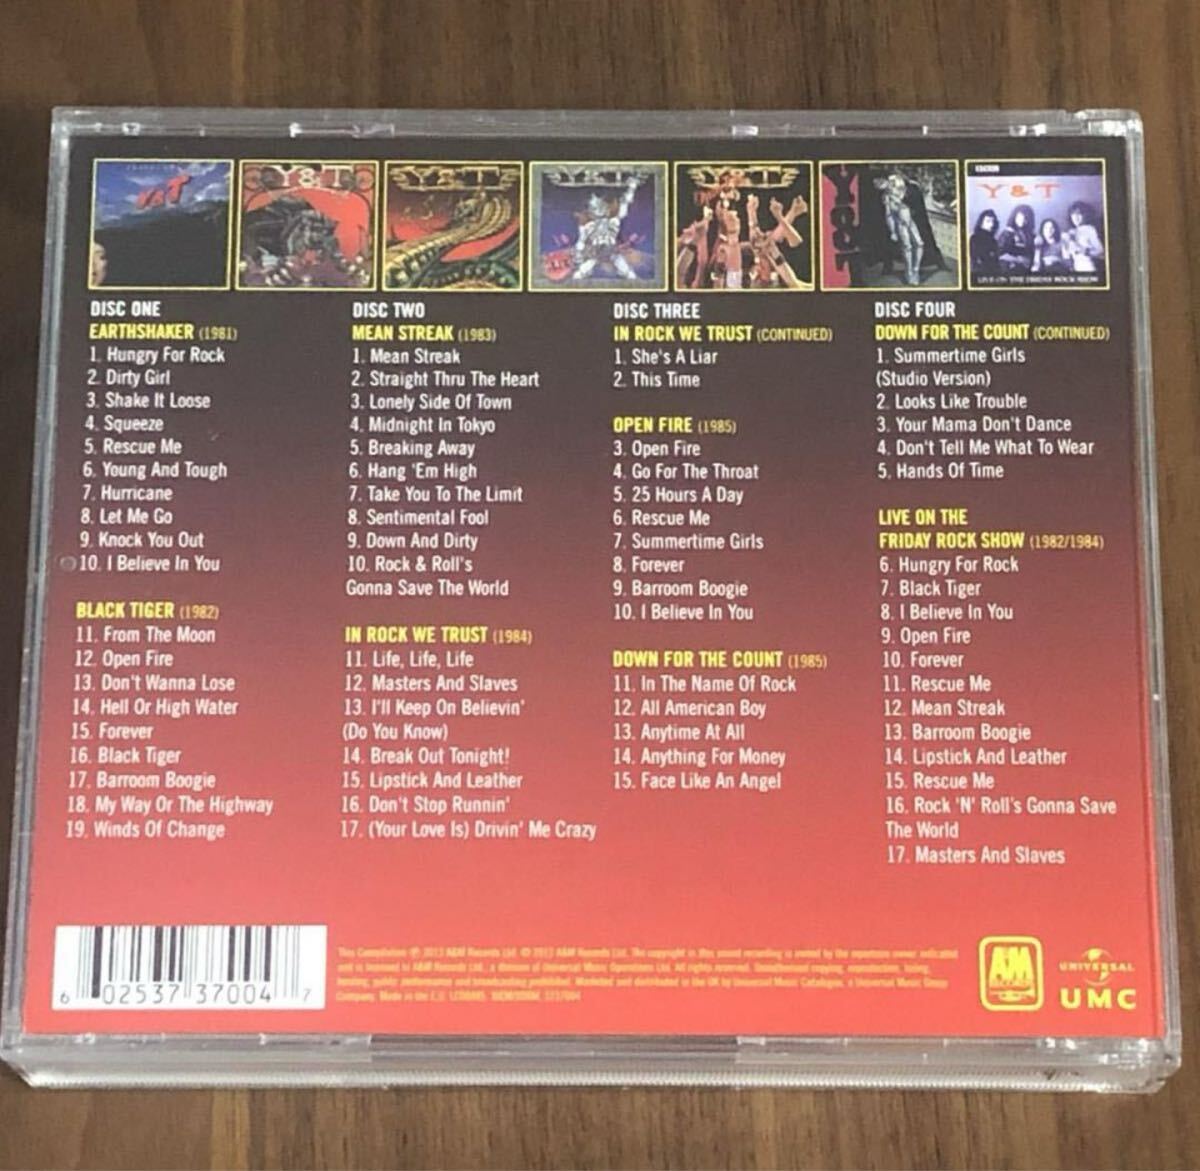 Y&T
Y&T
Y&T
Y&T
Y&T
Y&T
LIVE ON THE FRIDAY ROCK SHOW
DISC ONE
EARTHSHAKER (1981)
1. Hungry For Rock
2. Dirty Girl
3. Shake It Loose
4. Squeeze
5. Rescue Me
6. Young And Tough
7. Hurricane
8. Let Me Go
9. Knock You Out
10. I Believe In You
BLACK TIGER (1982)
11. From The Moon
12. Open Fire
13. Don't Wanna Lose
14. Hell Or High Water
15. Forever
16. Black Tiger
17. Barroom Boogie
18. My Way Or The Highway
19. Winds Of Change
DISC TWO
MEAN STREAK (1983)
1. Mean Streak
2. Straight Thru The Heart
3. Lonely Side Of Town
4. Midnight In Tokyo
5. Breaking Away
6. Hang 'Em High
7. Take You To The Limit
8. Sentimental Fool
9. Down And Dirty
10. Rock & Roll's
Gonna Save The World
IN ROCK WE TRUST (1984)
11. Life, Life, Life
12. Masters And Slaves
13. I'll Keep On Believin'
(Do You Know)
14. Break Out Tonight!
15. Lipstick And Leather
16. Don't Stop Runnin'
17. (Your Love Is) Drivin' Me Crazy
DISC THREE
IN ROCK WE TRUST (CONTINUED)
1. She's A Liar
2. This Time
OPEN FIRE (1985)
3. Open Fire
4. Go For The Throat
5. 25 Hours A Day
6. Rescue Me
7. Summertime Girls
8. Forever
9. Barroom Boogie
10. I Believe In You
DOWN FOR THE COUNT (1985)
11. In The Name Of Rock
12. All American Boy
13. Anytime At All
14. Anything For Money
15. Face Like An Angel
DISC FOUR
DOWN FOR THE COUNT (CONTINUED)
1. Summertime Girls
(Studio Version)
2. Looks Like Trouble
3. Your Mama Don't Dance
4. Don't Tell Me What To Wear
5. Hands Of Time
LIVE ON THE
FRIDAY ROCK SHOW (1982/1984)
6. Hungry For Rock
7. Black Tiger
8. I Believe In You
9. Open Fire
10. Forever
11. Rescue Me
12. Mean Streak
13. Barroom Boogie
14. Lipstick And Leather
15. Rescue Me
16. Rock 'N' Roll's Gonna Save
The World
17. Masters And Slaves
6 02537 37004 7
A&M
RECORDS
UNIVERSAL
UMC